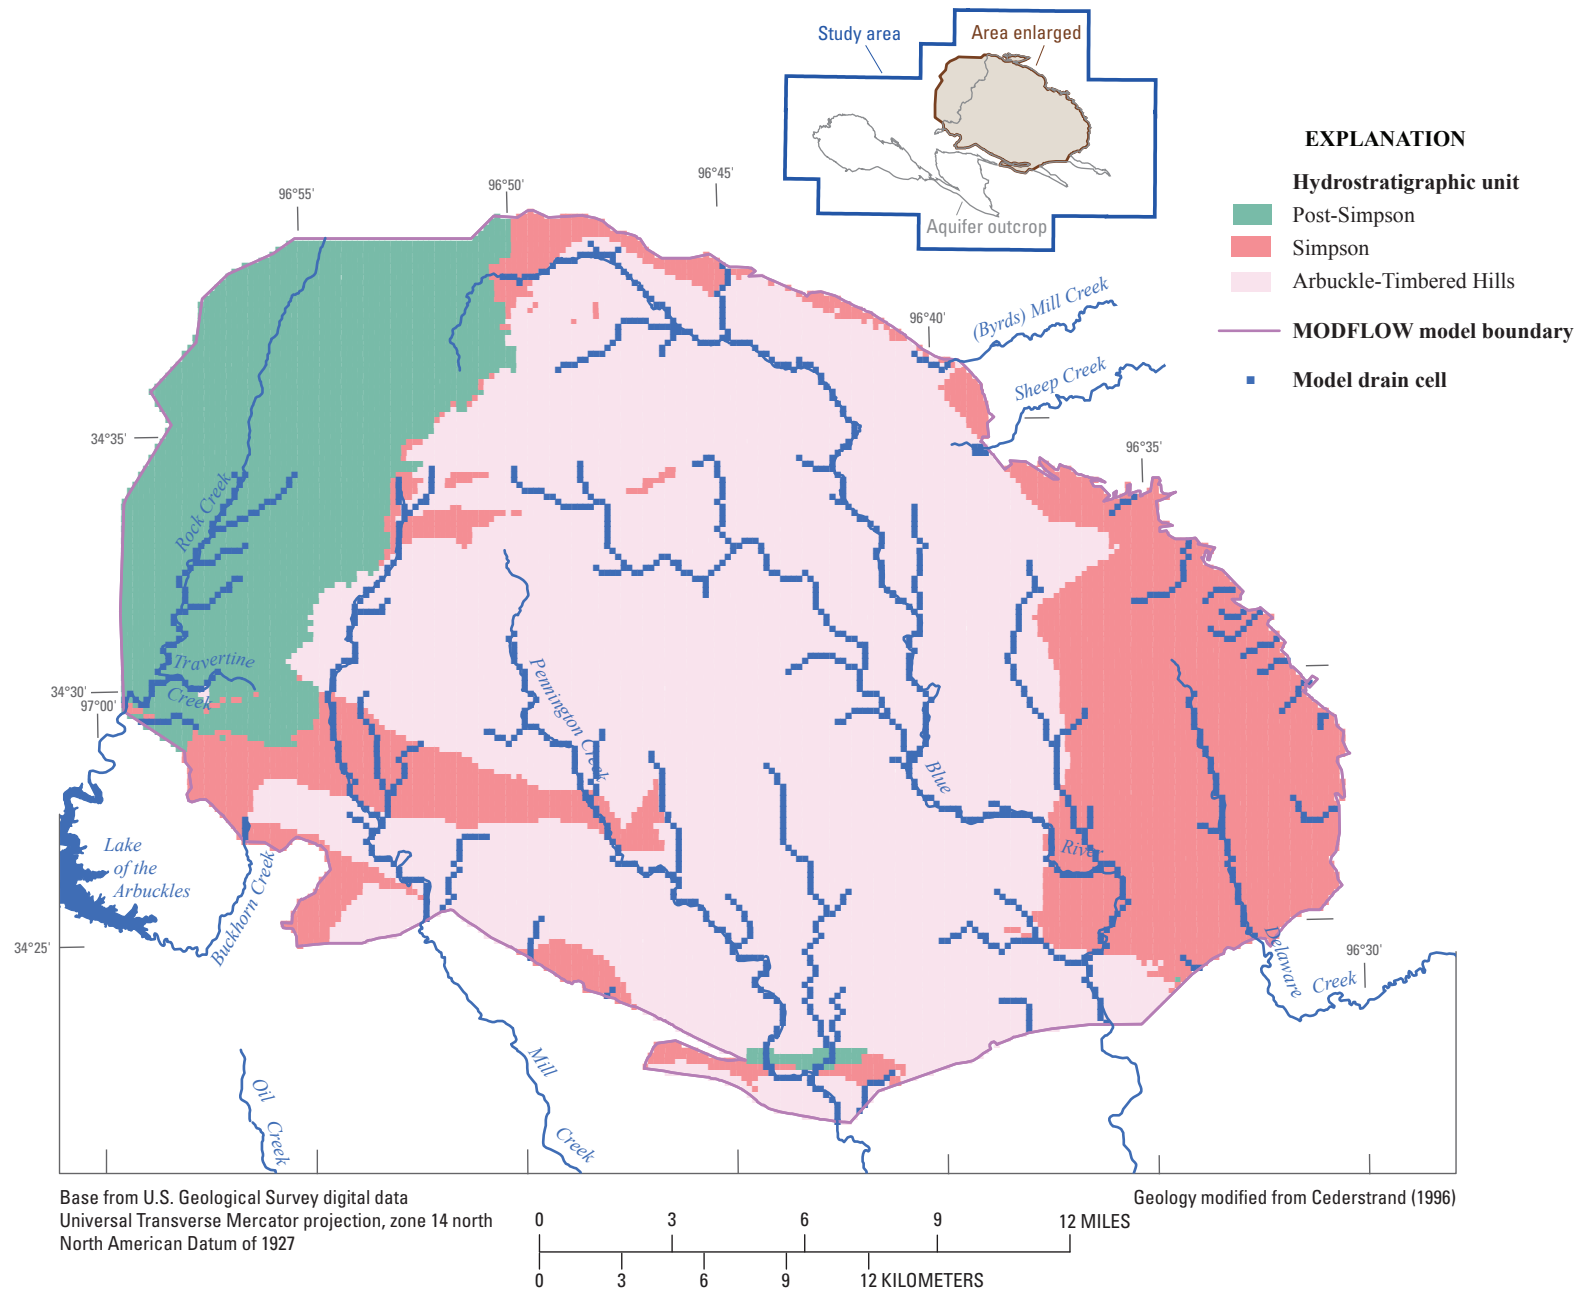 Study area
Area enlarged
Aquifer outcrop
EXPLANATION
Hydrostratigraphic unit
Post-Simpson
Simpson
Arbuckle-Timbered Hills
MODFLOW model boundary
Model drain cell
96°55'
96°50'
96°45'
96°40'
96°35'
96°30'
34°35'
34°30'
97°00'
34°25'
(Byrds) Mill Creek
Sheep Creek
Rock Creek
Travertine
Creek
Pennington Creek
Blue
River
Lake
of the
Arbuckles
Buckhorn Creek
Delaware
Creek
Oil
Creek
Mill
Creek
Base from U.S. Geological Survey digital data
Universal Transverse Mercator projection, zone 14 north
North American Datum of 1927
Geology modified from Cederstrand (1996)
0 3 6 9 12 MILES
0 3 6 9 12 KILOMETERS